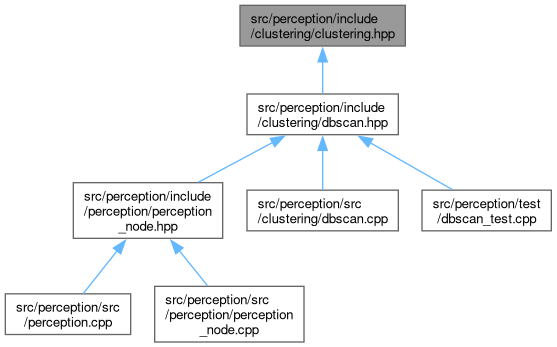 src/perception/include
/clustering/clustering.hpp
src/perception/include
/clustering/dbscan.hpp
src/perception/include
/perception/perception
_node.hpp
src/perception/src
/clustering/dbscan.cpp
src/perception/test
/dbscan_test.cpp
src/perception/src
/perception.cpp
src/perception/src
/perception/perception
_node.cpp